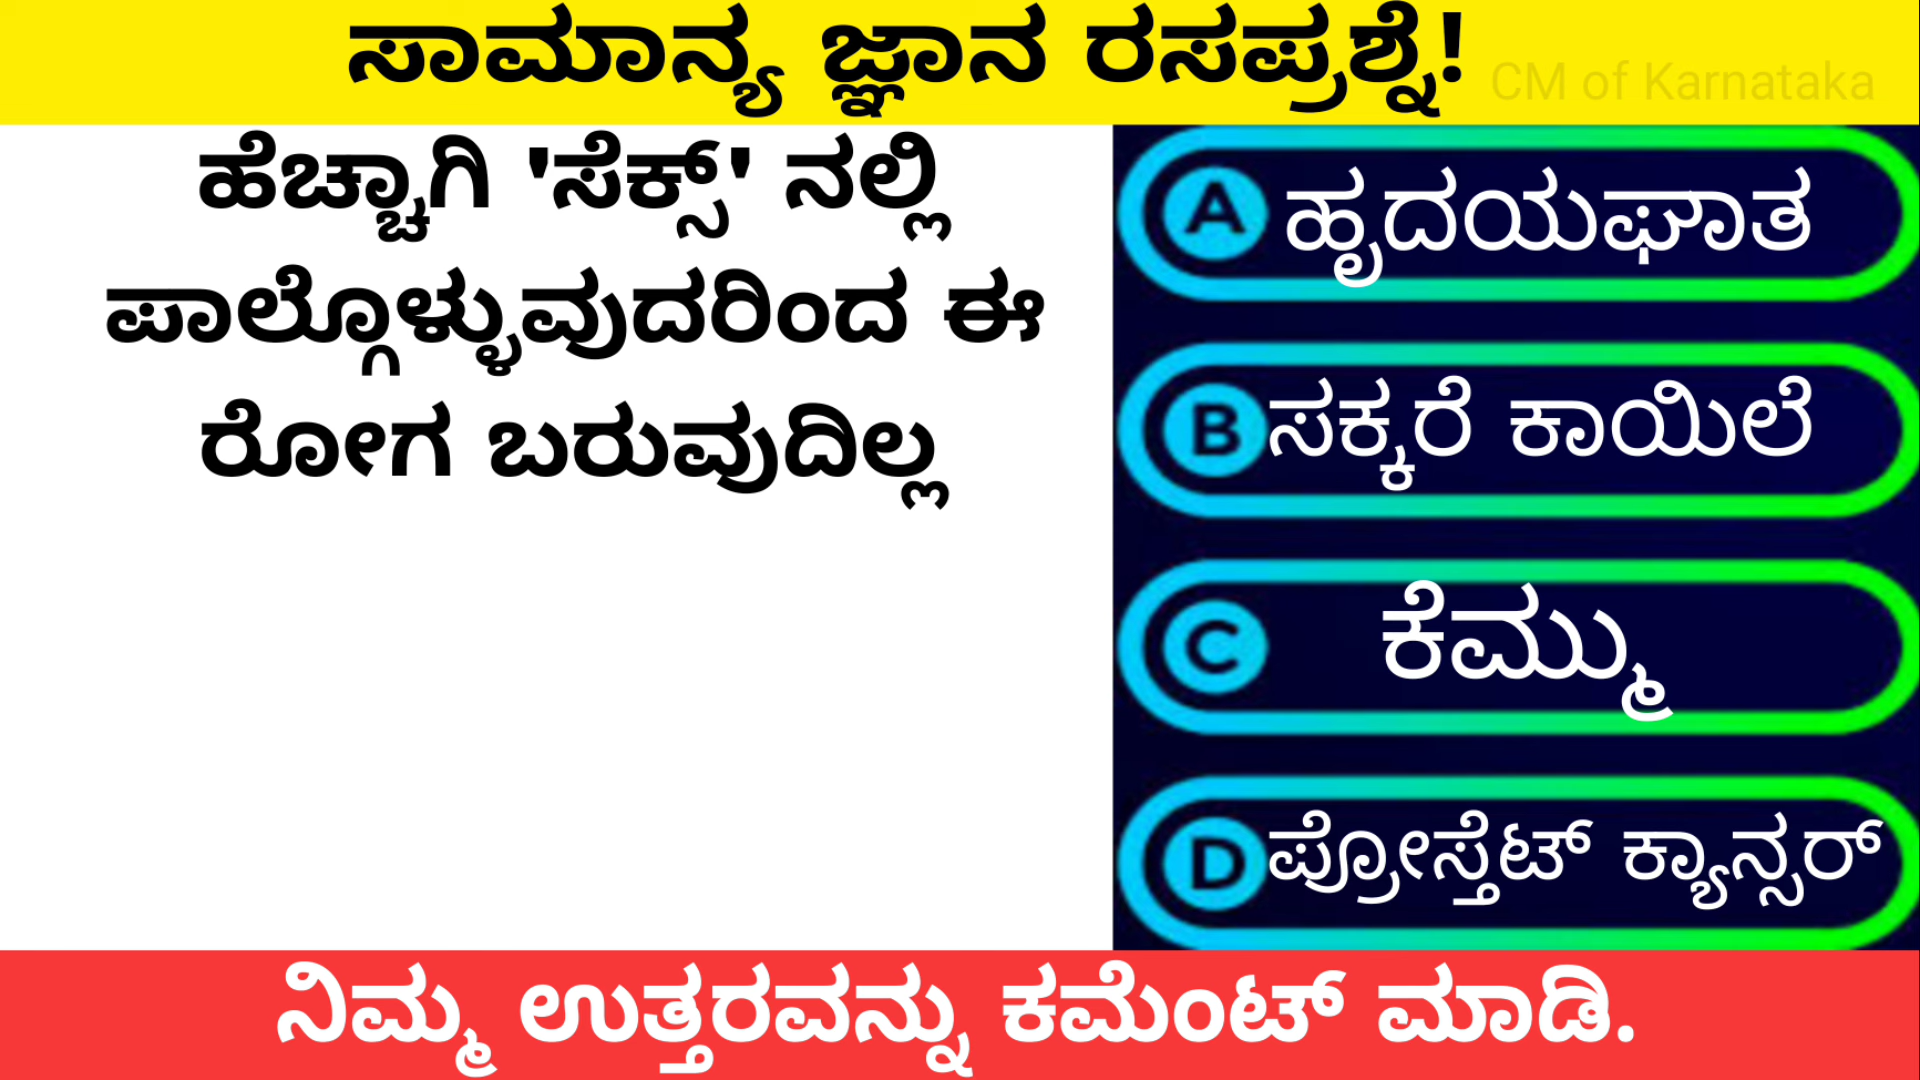 ಸಾಮಾನ್ಯ ಜ್ಞಾನ ರಸಪ್ರಶ್ನೆ!
CM of Karnataka
ಹೆಚ್ಚಾಗಿ 'ಸೆಕ್ಸ್' ನಲ್ಲಿ
ಪಾಲ್ಗೊಳ್ಳುವುದರಿಂದ ಈ
ರೋಗ ಬರುವುದಿಲ್ಲ
A ಹೃದಯಘಾತ
B ಸಕ್ಕರೆ ಕಾಯಿಲೆ
C ಕೆಮ್ಮು
D ಪ್ರೋಸ್ತೆಟ್ ಕ್ಯಾನ್ಸರ್
ನಿಮ್ಮ ಉತ್ತರವನ್ನು ಕಮೆಂಟ್ ಮಾಡಿ.